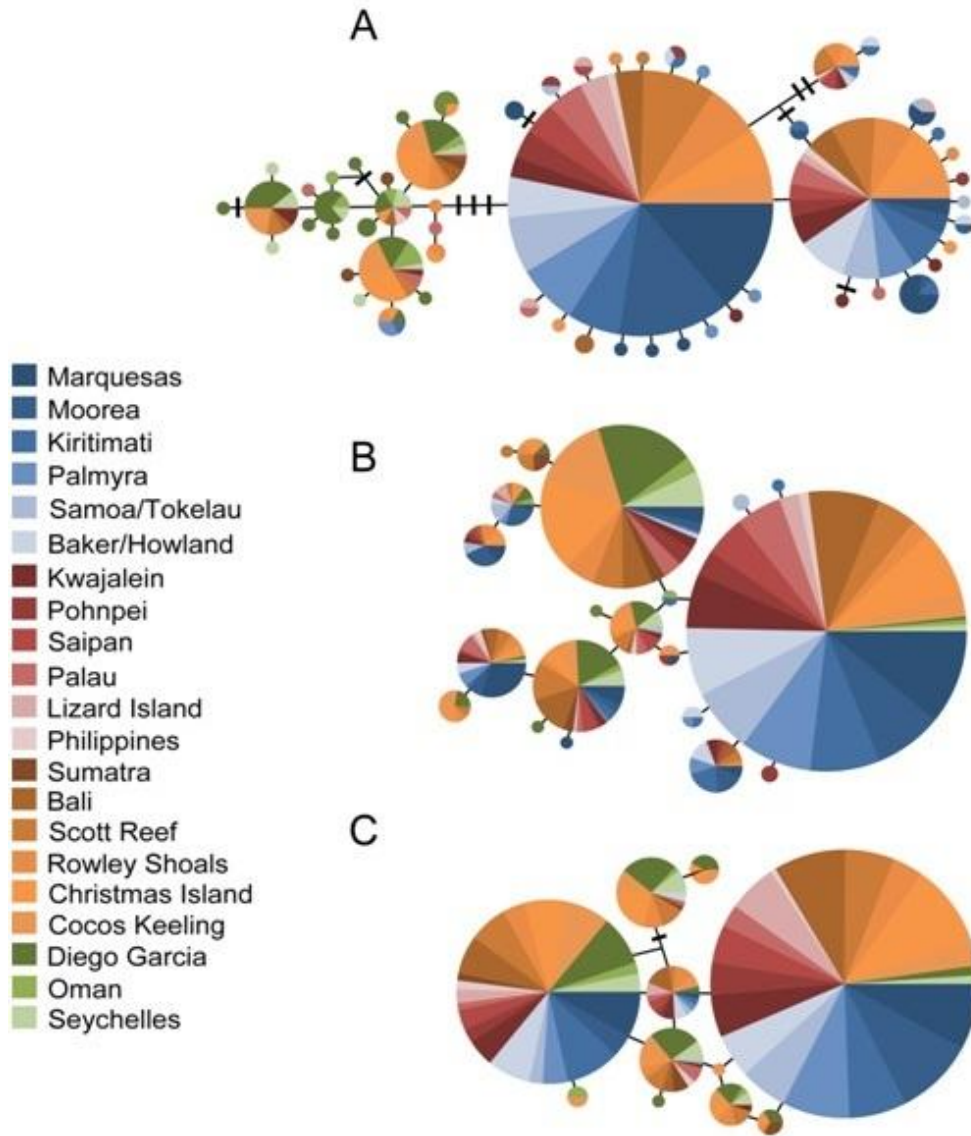 A
Marquesas
Moorea
Kiritimati
Palmyra
Samoa/Tokelau
Baker/Howland
Kwajalein
Pohnpei
Saipan
Palau
Lizard Island
Philippines
Sumatra
Bali
Scott Reef
Rowley Shoals
Christmas Island
Cocos Keeling
Diego Garcia
Oman
Seychelles
B
C